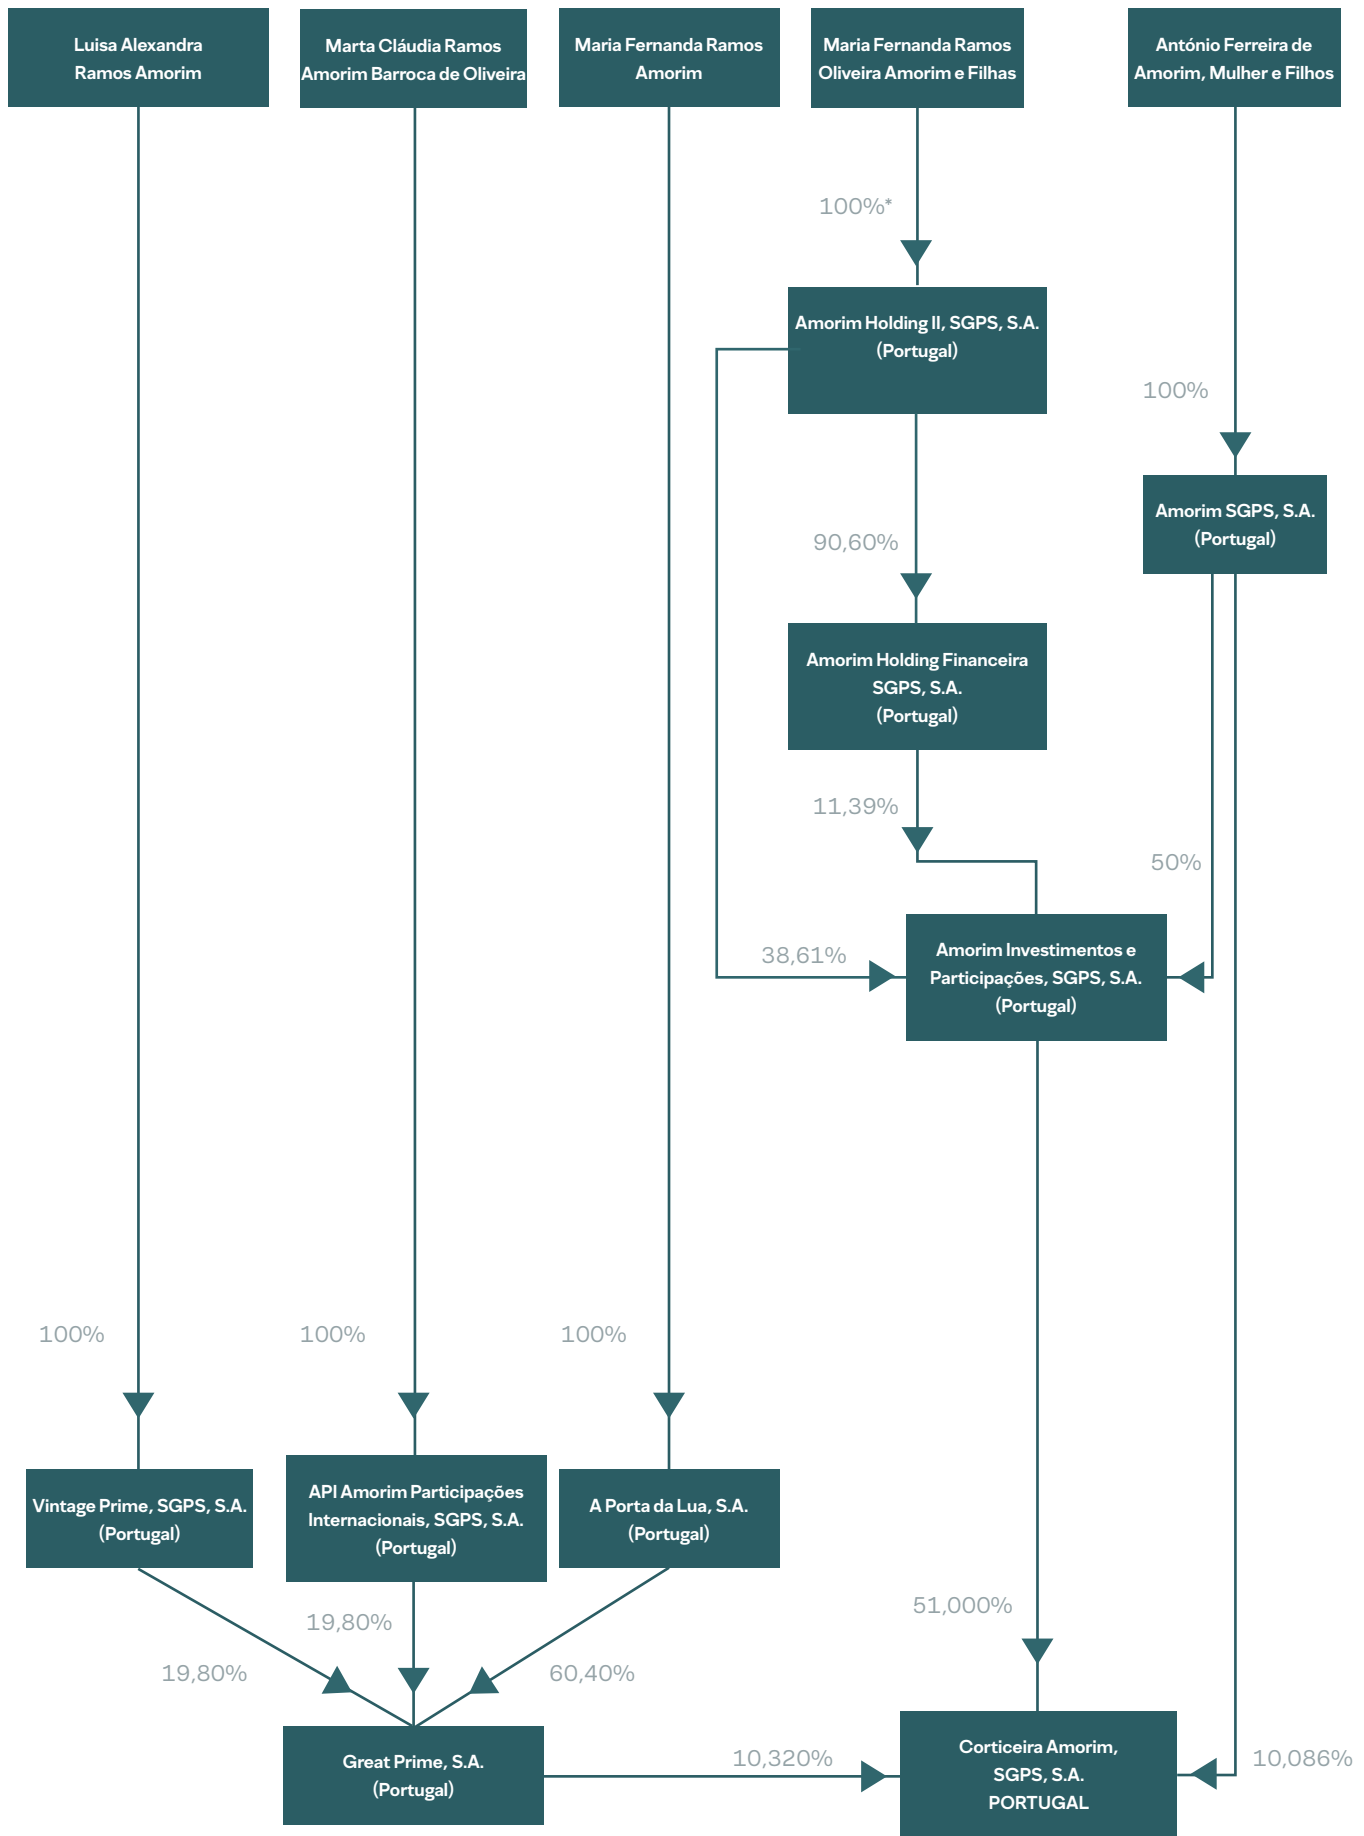 Luisa Alexandra
Ramos Amorim
Marta Cláudia Ramos
Amorim Barroca de Oliveira
Maria Fernanda Ramos
Amorim
Maria Fernanda Ramos
Oliveira Amorim e Filhas
António Ferreira de
Amorim, Mulher e Filhos
100%*
Amorim Holding II, SGPS, S.A.
(Portugal)
100%
Amorim SGPS, S.A.
(Portugal)
90,60%
Amorim Holding Financeira
SGPS, S.A.
(Portugal)
11,39%
50%
38,61%
Amorim Investimentos e
Participações, SGPS, S.A.
(Portugal)
100%
100%
100%
Vintage Prime, SGPS, S.A.
(Portugal)
API Amorim Participações
Internacionais, SGPS, S.A.
(Portugal)
A Porta da Lua, S.A.
(Portugal)
51,000%
19,80%
19,80%
60,40%
Great Prime, S.A.
(Portugal)
10,320%
Corticeira Amorim,
SGPS, S.A.
PORTUGAL
10,086%